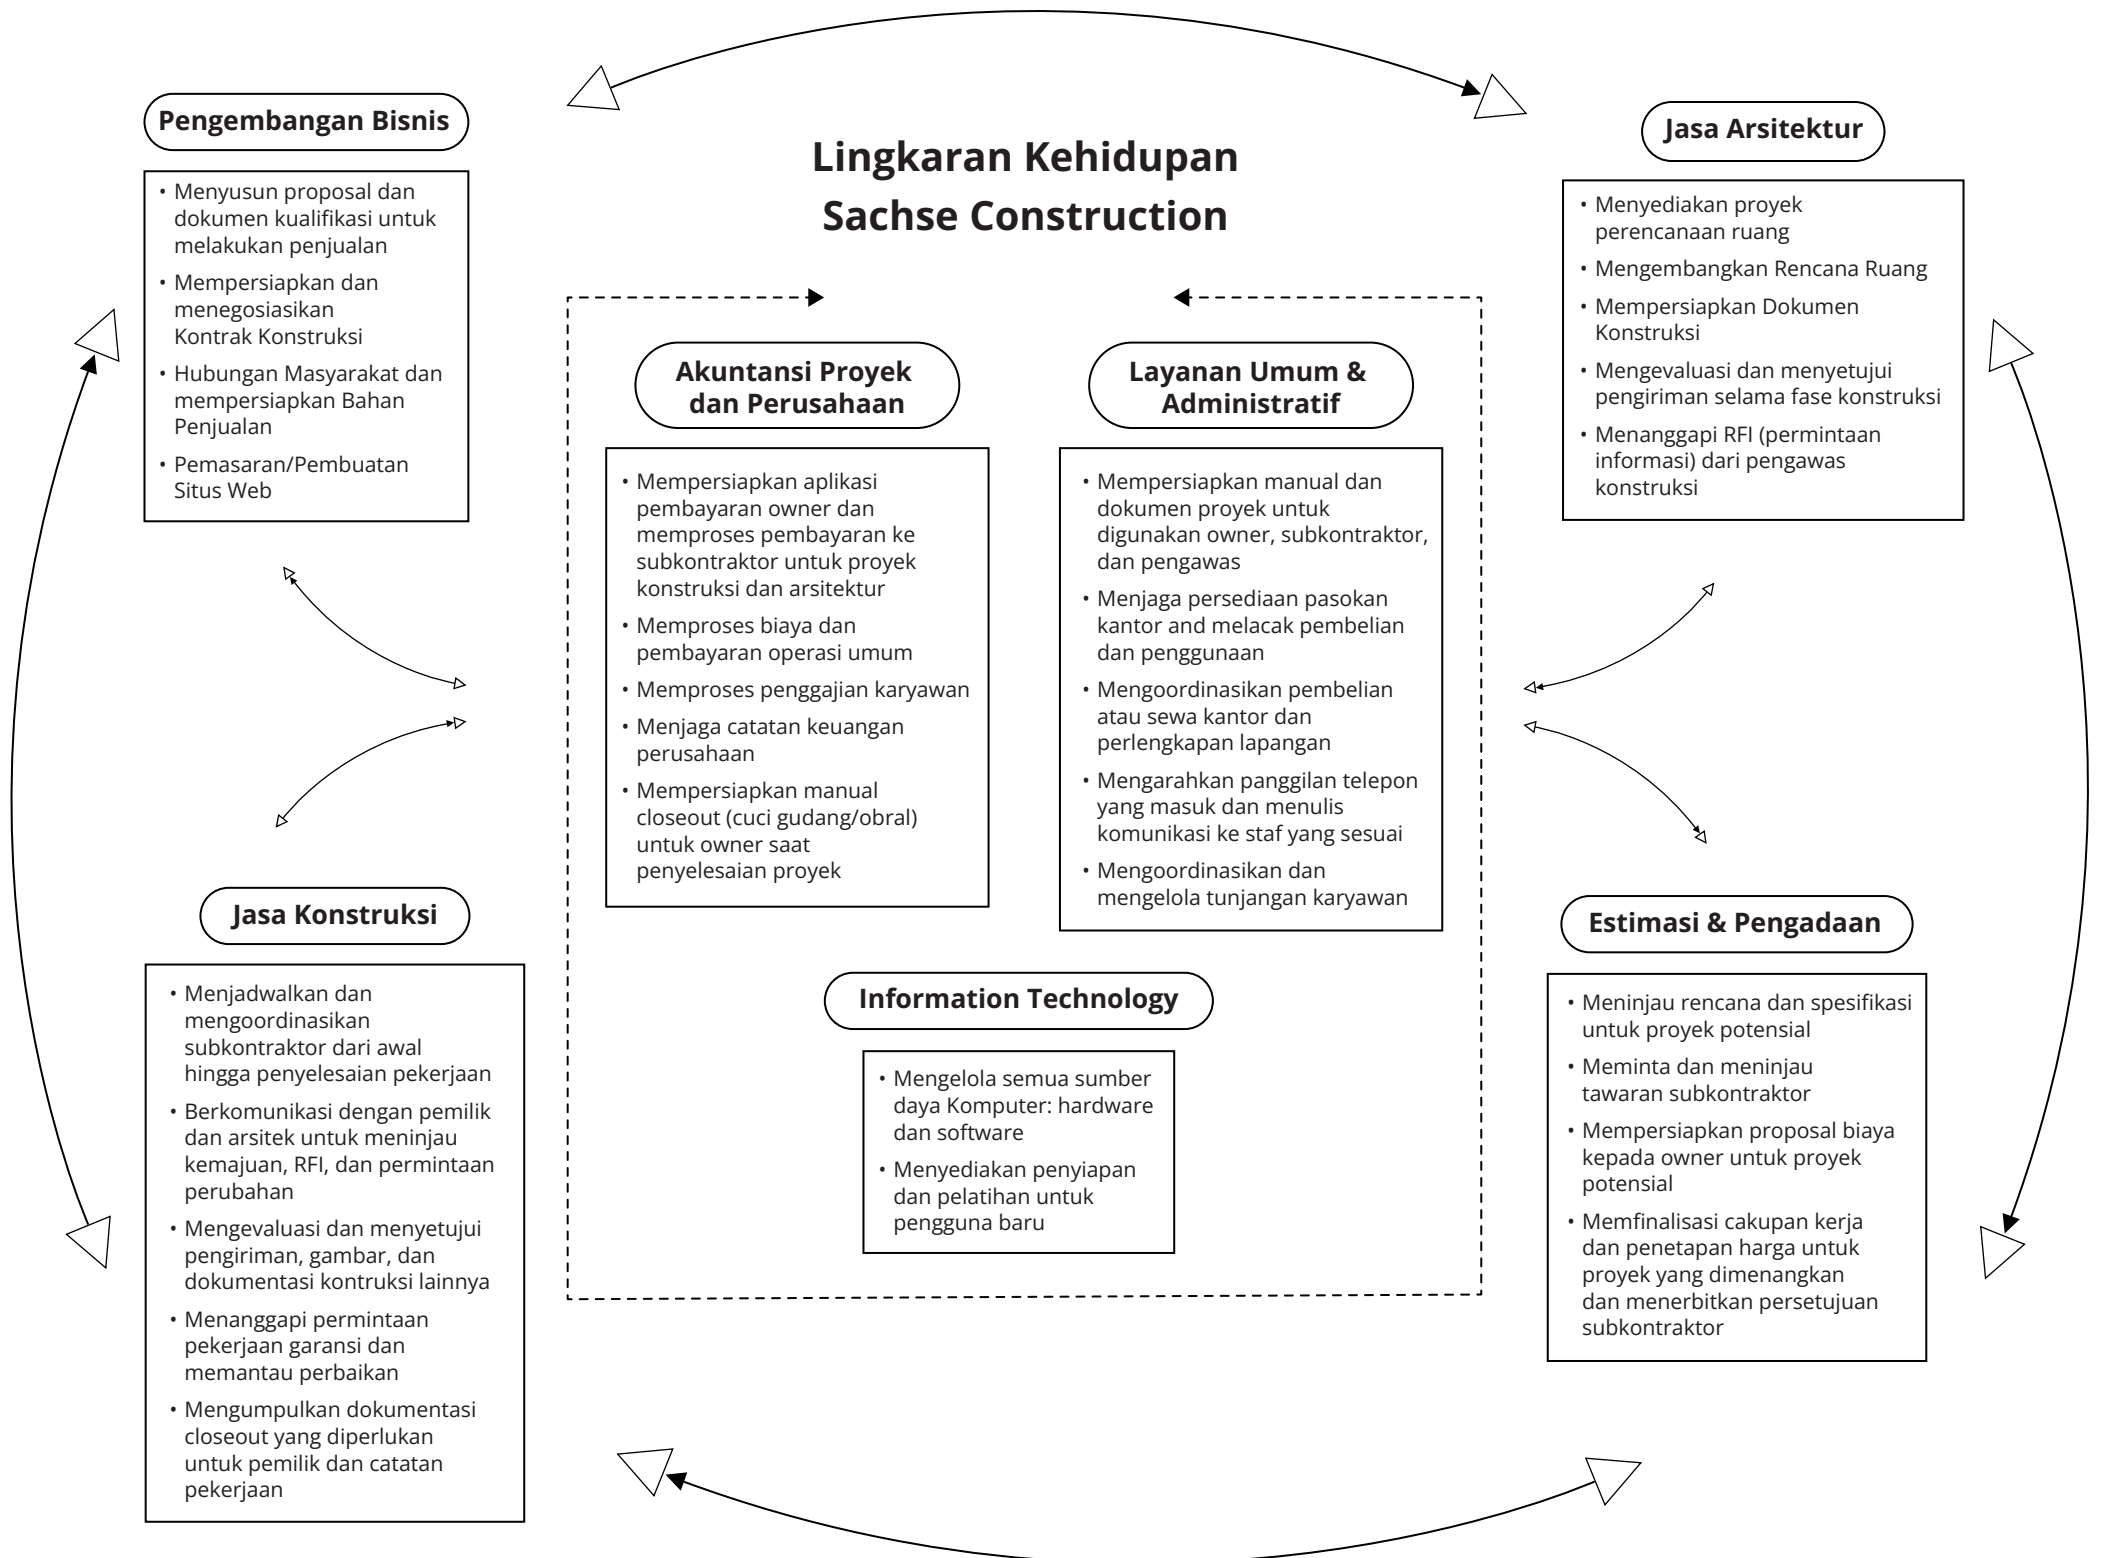 Lingkaran Kehidupan
Sachse Construction
Pengembangan Bisnis
• Menyusun proposal dan
dokumen kualifikasi untuk
melakukan penjualan
• Mempersiapkan dan
menegosiasikan
Kontrak Konstruksi
• Hubungan Masyarakat dan
mempersiapkan Bahan
Penjualan
• Pemasaran/Pembuatan
Situs Web
Jasa Arsitektur
• Menyediakan proyek
perencanaan ruang
• Mengembangkan Rencana Ruang
• Mempersiapkan Dokumen
Konstruksi
• Mengevaluasi dan menyetujui
pengiriman selama fase konstruksi
• Menanggapi RFI (permintaan
informasi) dari pengawas
konstruksi
Akuntansi Proyek
dan Perusahaan
• Mempersiapkan aplikasi
pembayaran owner dan
memproses pembayaran ke
subkontraktor untuk proyek
konstruksi dan arsitektur
• Memproses biaya dan
pembayaran operasi umum
• Memproses penggajian karyawan
• Menjaga catatan keuangan
perusahaan
• Mempersiapkan manual
closeout (cuci gudang/obral)
untuk owner saat
penyelesaian proyek
Layanan Umum &
Administratif
• Mempersiapkan manual dan
dokumen proyek untuk
digunakan owner, subkontraktor,
dan pengawas
• Menjaga persediaan pasokan
kantor and melacak pembelian
dan penggunaan
• Mengoordinasikan pembelian
atau sewa kantor dan
perlengkapan lapangan
• Mengarahkan panggilan telepon
yang masuk dan menulis
komunikasi ke staf yang sesuai
• Mengoordinasikan dan
mengelola tunjangan karyawan
Information Technology
• Mengelola semua sumber
daya Komputer: hardware
dan software
• Menyediakan penyiapan
dan pelatihan untuk
pengguna baru
Jasa Konstruksi
• Menjadwalkan dan
mengoordinasikan
subkontraktor dari awal
hingga penyelesaian pekerjaan
• Berkomunikasi dengan pemilik
dan arsitek untuk meninjau
kemajuan, RFI, dan permintaan
perubahan
• Mengevaluasi dan menyetujui
pengiriman, gambar, dan
dokumentasi kontruksi lainnya
• Menanggapi permintaan
pekerjaan garansi dan
memantau perbaikan
• Mengumpulkan dokumentasi
closeout yang diperlukan
untuk pemilik dan catatan
pekerjaan
Estimasi & Pengadaan
• Meninjau rencana dan spesifikasi
untuk proyek potensial
• Meminta dan meninjau
tawaran subkontraktor
• Mempersiapkan proposal biaya
kepada owner untuk proyek
potensial
• Memfinalisasi cakupan kerja
dan penetapan harga untuk
proyek yang dimenangkan
dan menerbitkan persetujuan
subkontraktor